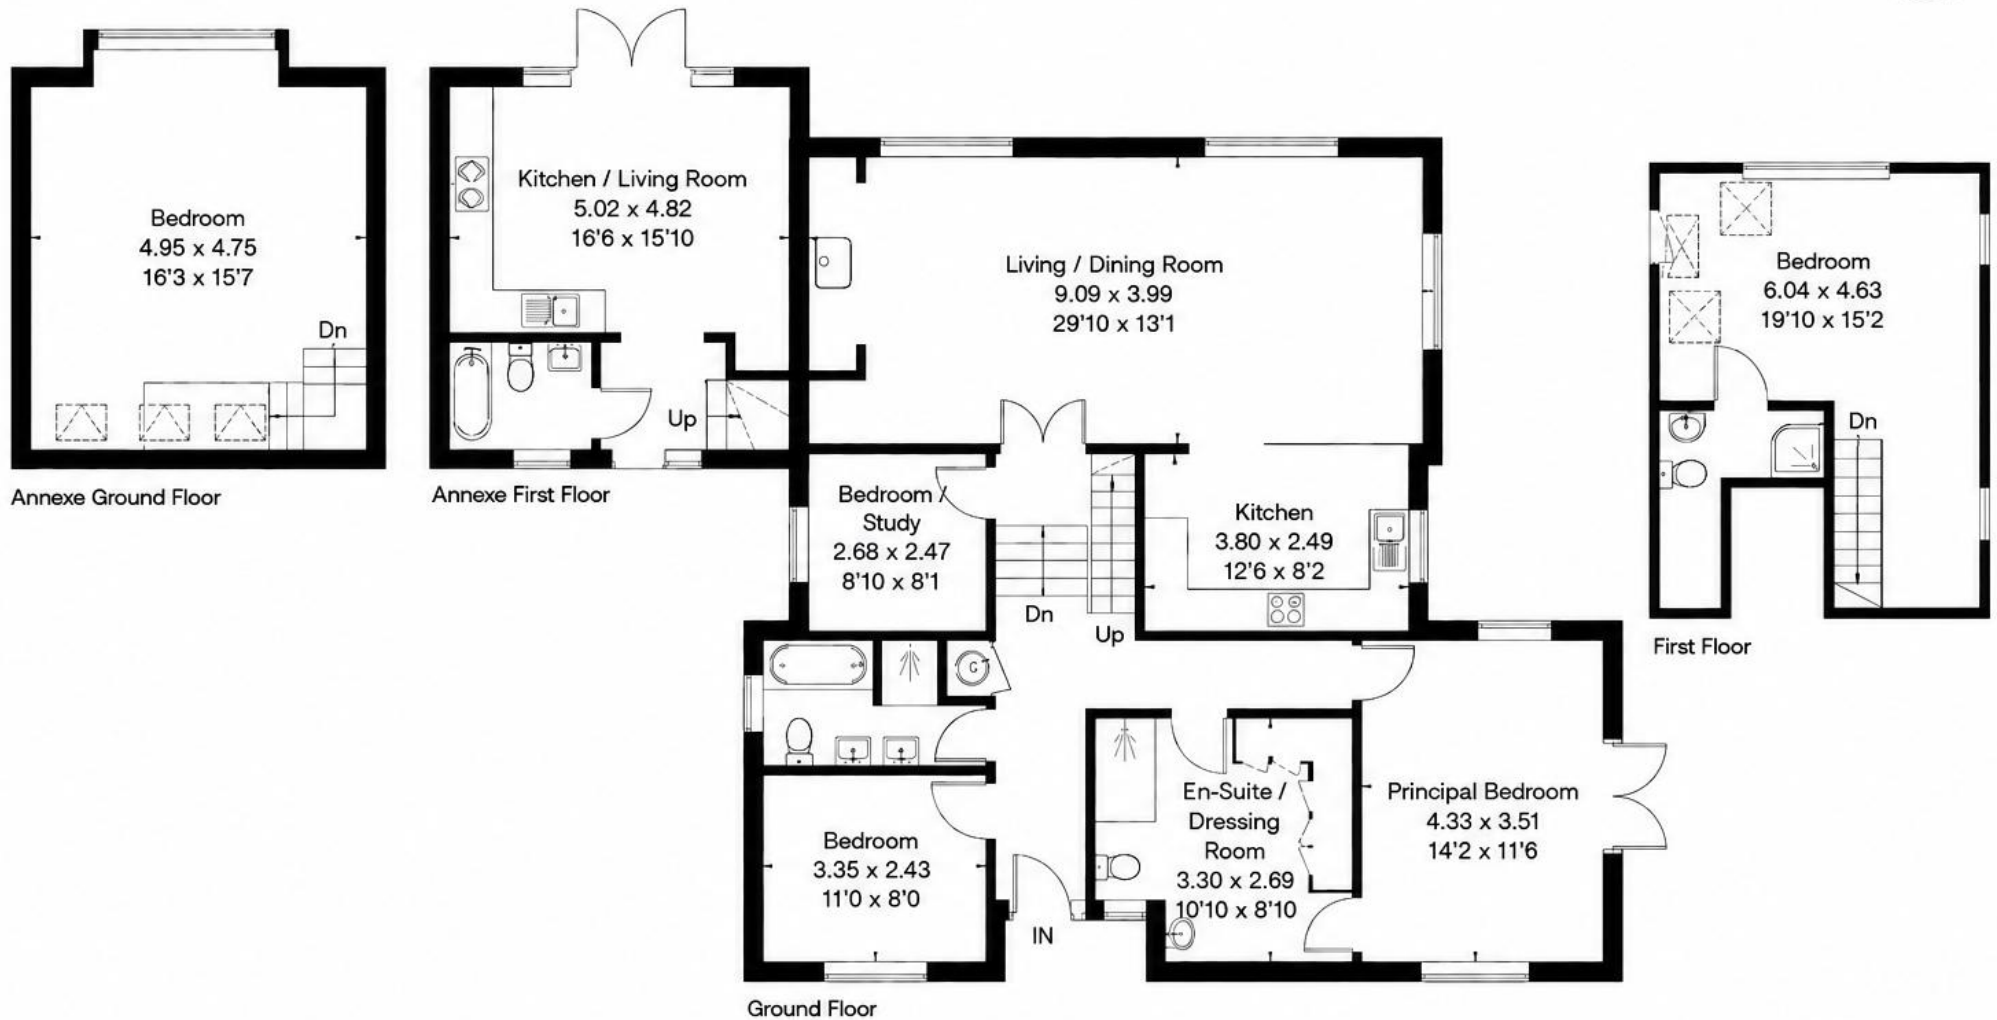 Bedroom
4.95 x 4.75
16'3 x 15'7
Dn
Annexe Ground Floor
Kitchen / Living Room
5.02 x 4.82
16'6 x 15'10
Up
Annexe First Floor
Living / Dining Room
9.09 x 3.99
29'10 x 13'1
Bedroom /
Study
2.68 x 2.47
8'10 x 8'1
Dn
Up
Kitchen
3.80 x 2.49
12'6 x 8'2
G
Bedroom
3.35 x 2.43
11'0 x 8'0
IN
En-Suite /
Dressing
Room
3.30 x 2.69
10'10 x 8'10
Principal Bedroom
4.33 x 3.51
14'2 x 11'6
Ground Floor
Bedroom
6.04 x 4.63
19'10 x 15'2
Dn
First Floor